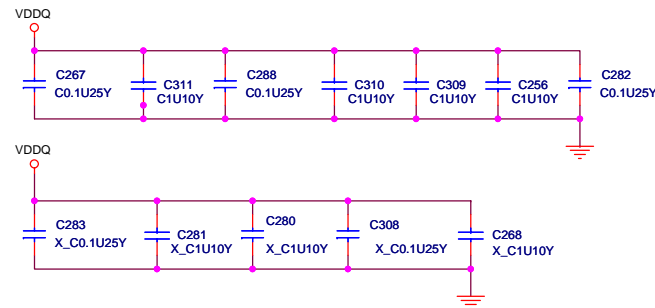 VDDQ
C267
C0.1U25Y
C311
C1U10Y
C288
C0.1U25Y
C310
C1U10Y
C309
C1U10Y
C256
C1U10Y
C282
C0.1U25Y
VDDQ
C283
X_C0.1U25Y
C281
X_C1U10Y
C280
X_C1U10Y
C308
X_C0.1U25Y
C268
X_C1U10Y